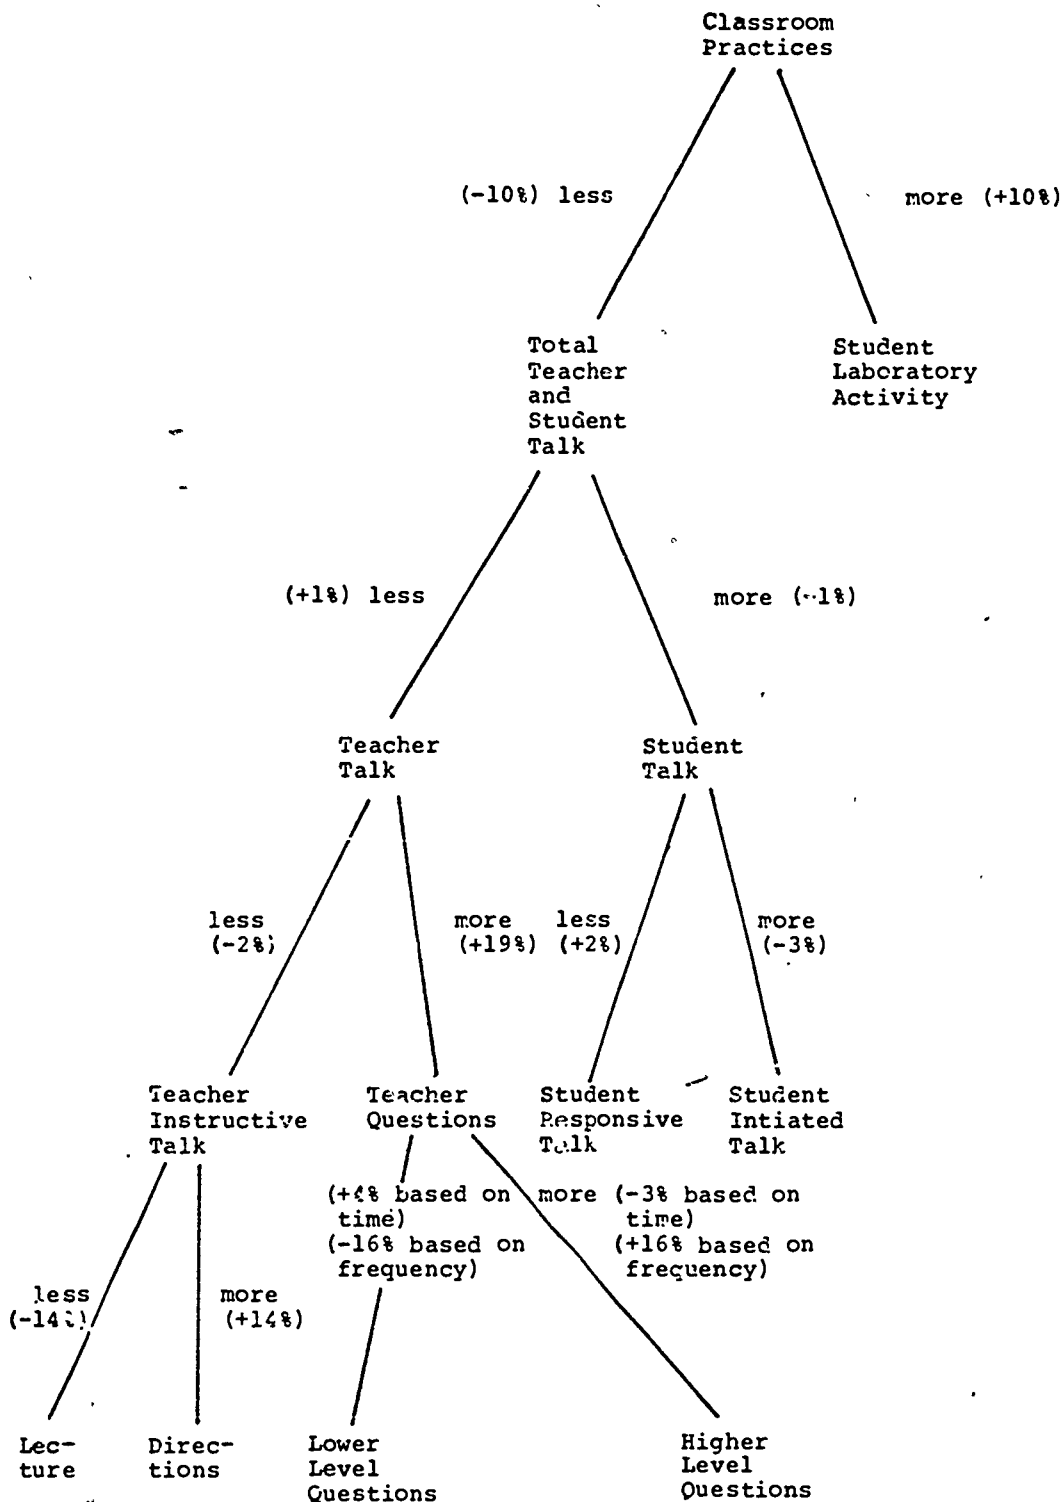 Classroom
Practices
(-10%) less
more (+10%)
Total
Teacher
and
Student
Talk
Student
Laboratory
Activity
(+1%) less
more (-1%)
Teacher
Talk
Student
Talk
less
(-2%)
more
(+19%)
less
(+2%)
more
(-3%)
Teacher
Instructive
Talk
Teacher
Questions
Student
Responsive
Talk
Student
Intiated
Talk
(+4% based on
time)
(-16% based on
frequency)
more (-3% based on
time)
(+16% based on
frequency)
less
(-14%)
more
(+14%)
Lec-
ture
Direc-
tions
Lower
Level
Questions
Higher
Level
Questions